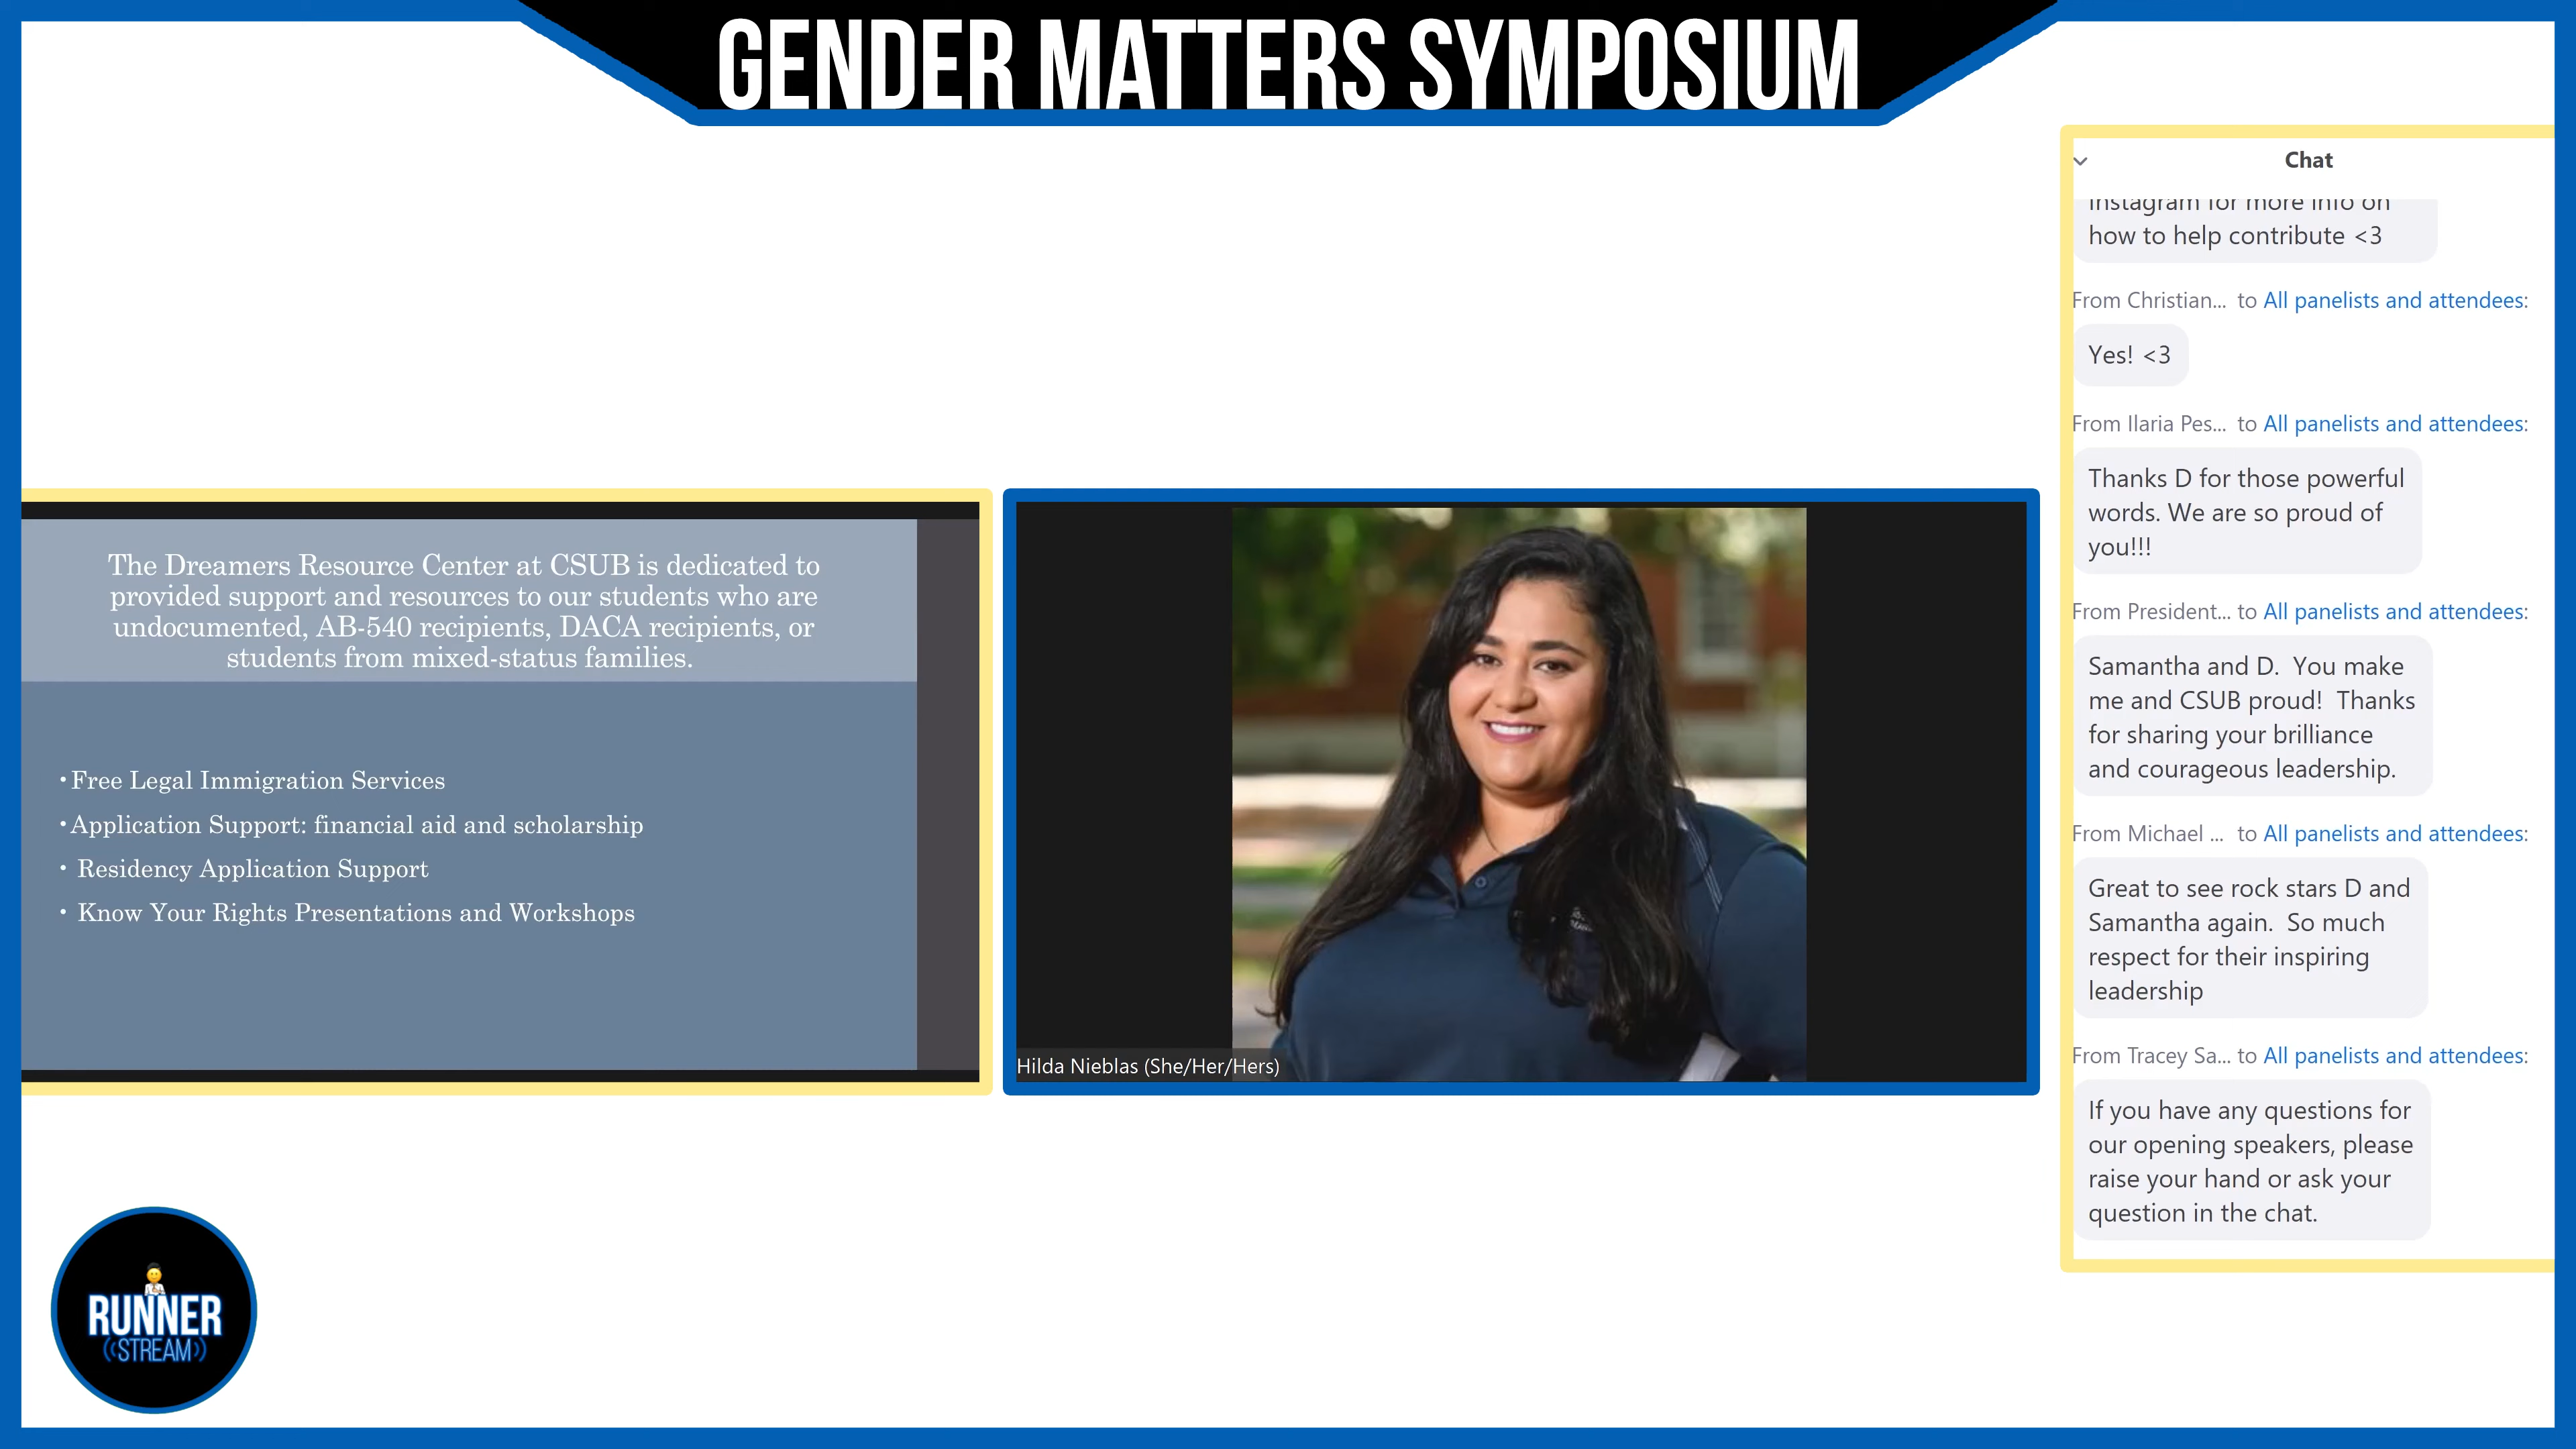 GENDER MATTERS SYMPOSIUM
The Dreamers Resource Center at CSUB is dedicated to
provided support and resources to our students who are
undocumented, AB-540 recipients, DACA recipients, or
students from mixed-status families.
•Free Legal Immigration Services
•Application Support: financial aid and scholarship
• Residency Application Support
• Know Your Rights Presentations and Workshops
Hilda Nieblas (She/Her/Hers)
Chat
Instagram for more info on
how to help contribute <3
From Christian... to All panelists and attendees:
Yes! <3
From Ilaria Pes... to All panelists and attendees:
Thanks D for those powerful
words. We are so proud of
you!!!
From President... to All panelists and attendees:
Samantha and D.  You make
me and CSUB proud!  Thanks
for sharing your brilliance
and courageous leadership.
From Michael ... to All panelists and attendees:
Great to see rock stars D and
Samantha again.  So much
respect for their inspiring
leadership
From Tracey Sa... to All panelists and attendees:
If you have any questions for
our opening speakers, please
raise your hand or ask your
question in the chat.
RUNNER
STREAM